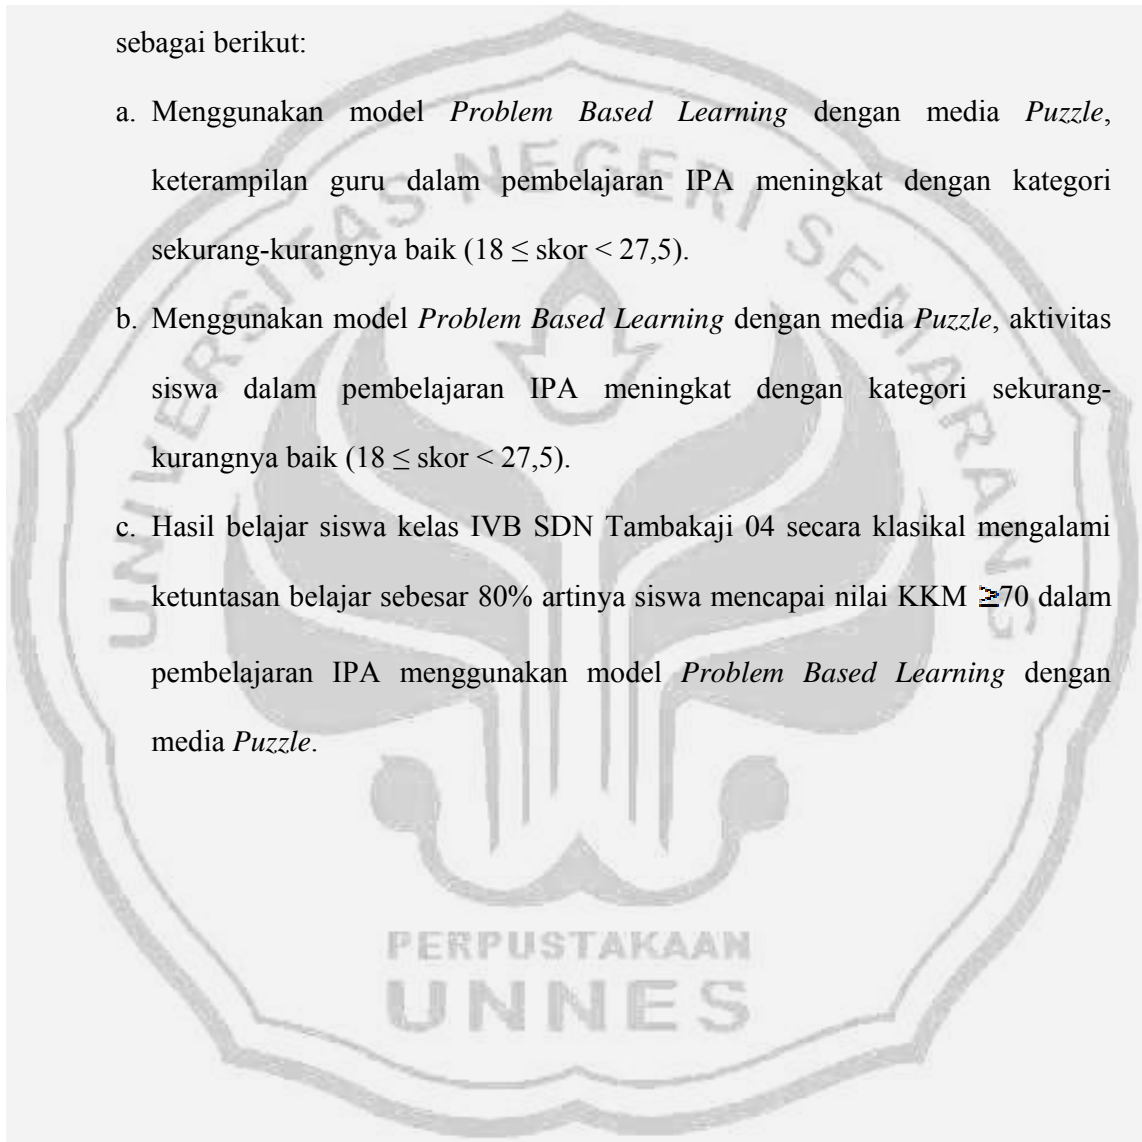 sebagai berikut:
a. Menggunakan model Problem Based Learning dengan media Puzzle,
keterampilan guru dalam pembelajaran IPA meningkat dengan kategori
sekurang-kurangnya baik (18 ≤ skor < 27,5).
b. Menggunakan model Problem Based Learning dengan media Puzzle, aktivitas
siswa dalam pembelajaran IPA meningkat dengan kategori sekurang-
kurangnya baik (18 ≤ skor < 27,5).
c. Hasil belajar siswa kelas IVB SDN Tambakaji 04 secara klasikal mengalami
ketuntasan belajar sebesar 80% artinya siswa mencapai nilai KKM ≥70 dalam
pembelajaran IPA menggunakan model Problem Based Learning dengan
media Puzzle.
UNIVERSITAS NEGERI SEMARANG
PERPUSTAKAAN
UNNES